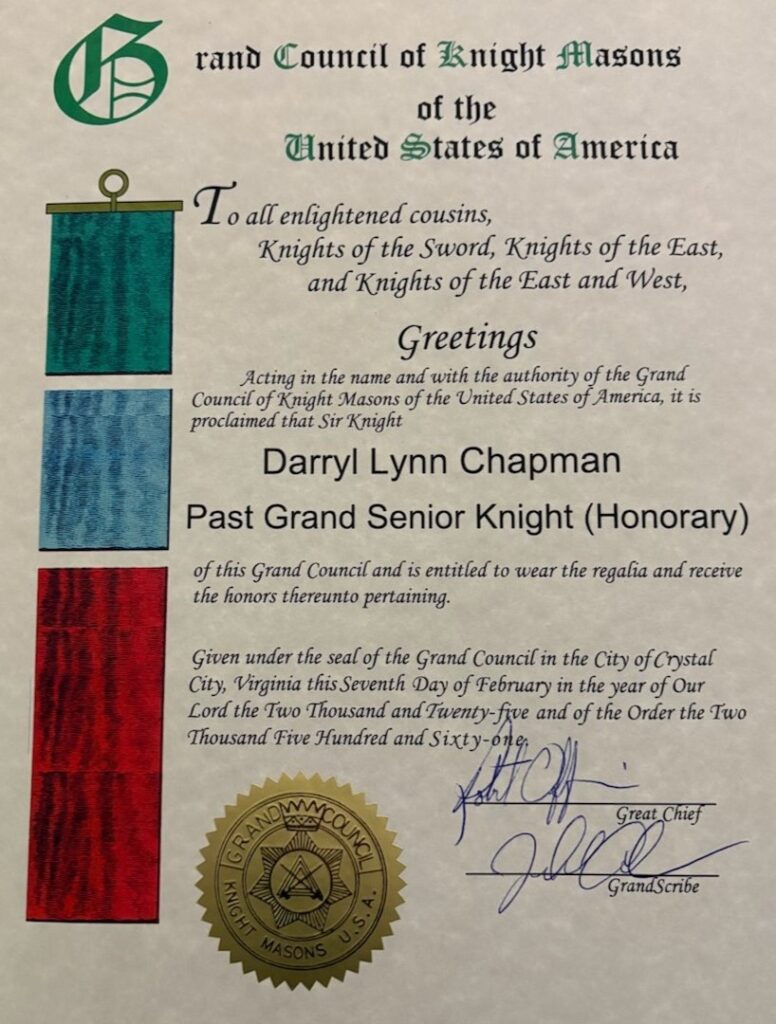 Grand Council of Knight Masons
of the
United States of America
To all enlightened cousins,
Knights of the Sword, Knights of the East,
and Knights of the East and West,
Greetings
Acting in the name and with the authority of the Grand
Council of Knight Masons of the United States of America, it is
proclaimed that Sir Knight
Darryl Lynn Chapman
Past Grand Senior Knight (Honorary)
of this Grand Council and is entitled to wear the regalia and receive
the honors thereunto pertaining.
Given under the seal of the Grand Council in the City of Crystal
City, Virginia this Seventh Day of February in the year of Our
Lord the Two Thousand and Twenty-five and of the Order the Two
Thousand Five Hundred and Sixty-one.
Great Chief
GrandScribe
GRAND COUNCIL
KNIGHT MASONS U.S.A.